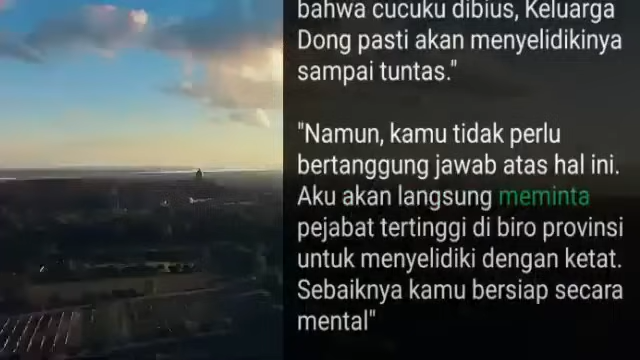 bahwa cucuku dibius, Keluarga
Dong pasti akan menyelidikinya
sampai tuntas."
"Namun, kamu tidak perlu
bertanggung jawab atas hal ini.
Aku akan langsung meminta
pejabat tertinggi di biro provinsi
untuk menyelidiki dengan ketat.
Sebaiknya kamu bersiap secara
mental"